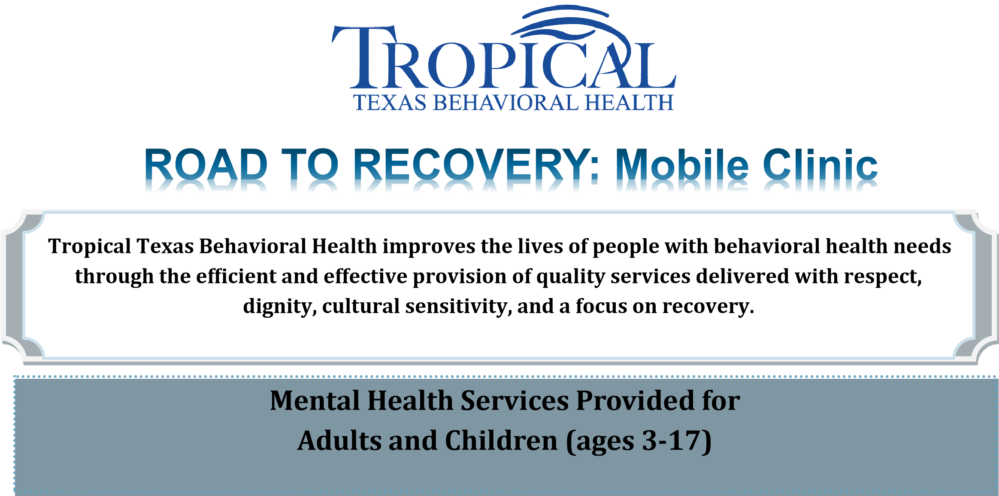 TROPICAL
TEXAS BEHAVIORAL HEALTH
ROAD TO RECOVERY: Mobile Clinic
Tropical Texas Behavioral Health improves the lives of people with behavioral health needs
through the efficient and effective provision of quality services delivered with respect,
dignity, cultural sensitivity, and a focus on recovery.
Mental Health Services Provided for
Adults and Children (ages 3-17)